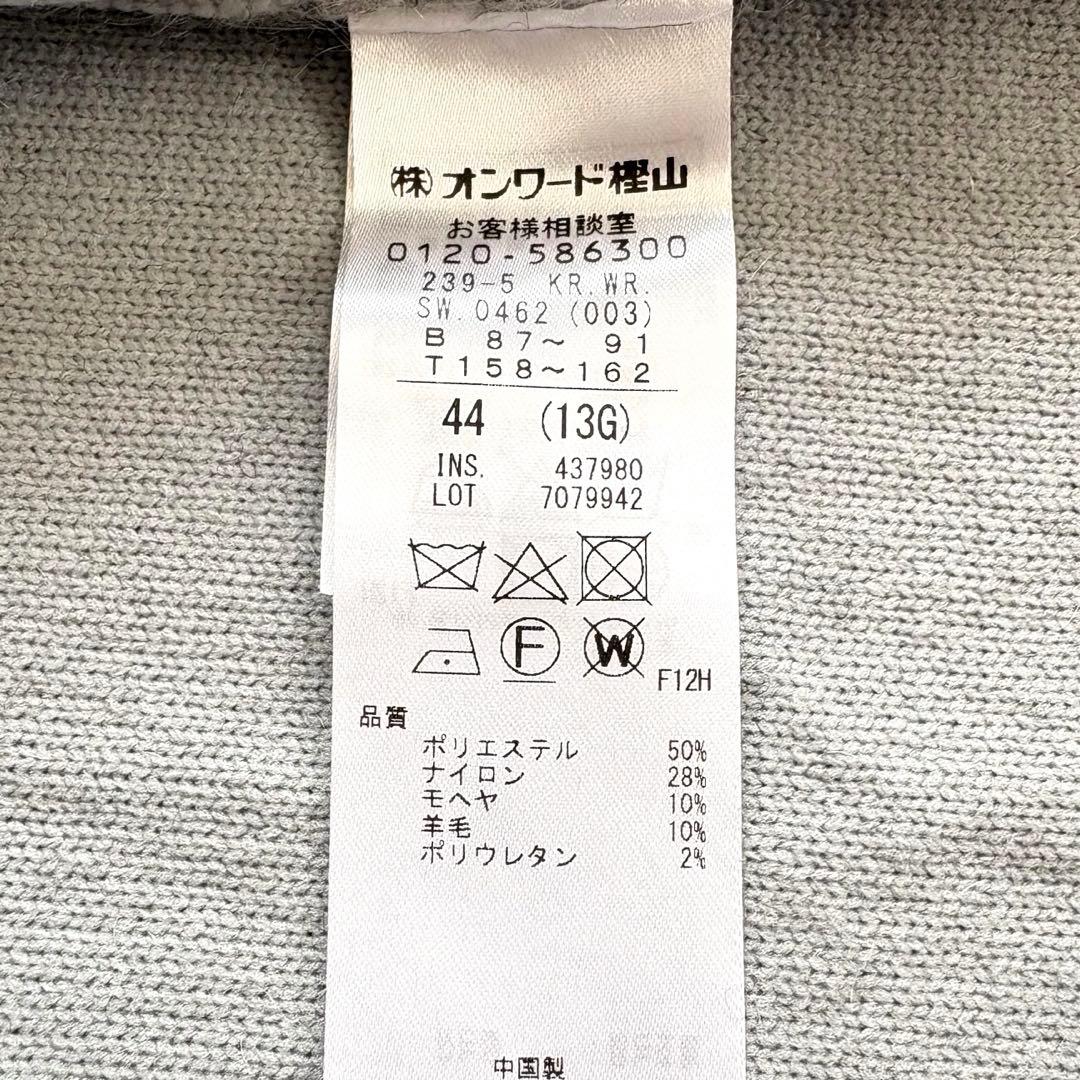 ㈱オンワード樫山
お客様相談室
0120-586300
239-5 KR.WR.
SW.0462 (003)
B 87～ 91
T158～162
44 (13G)
INS. 437980
LOT 7079942
F
W
F12H
品質
ポリエステル 50%
ナイロン 28%
モヘヤ 10%
羊毛 10%
ポリウレタン 2%
中国製